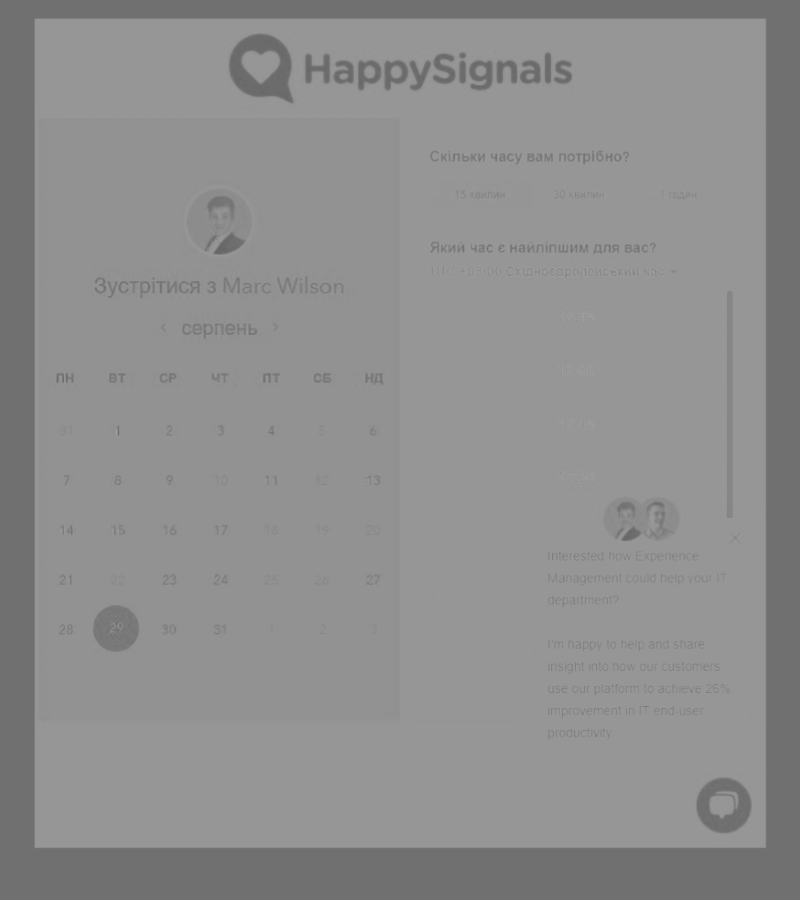 HappySignals
Скільки часу вам потрібно?
15 хвилин 30 хвилин 1 годин
Який час є найліпшим для вас?
UTC +03:00 Східноєвропейський час
Зустрітися з Marc Wilson
серпень
ПН ВТ СР ЧТ ПТ СБ НД
31 1 2 3 4 5 6
7 8 9 10 11 12 13
14 15 16 17 18 19 20
21 22 23 24 25 26 27
28 29 30 31 1 2 3
Interested how Experience
Management could help your IT
department?
I'm happy to help and share
insight into how our customers
use our platform to achieve 26%
improvement in IT end-user
productivity.